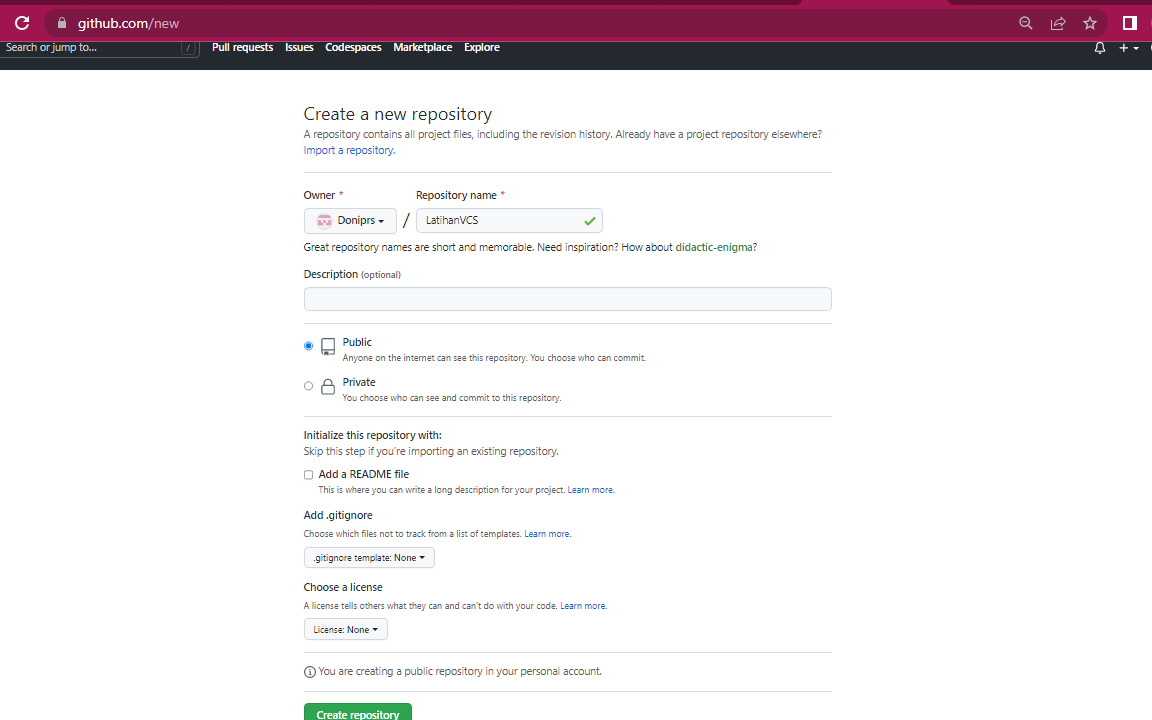 github.com/new
Search or jump to... /
Pull requests Issues Codespaces Marketplace Explore
Create a new repository
A repository contains all project files, including the revision history. Already have a project repository elsewhere?
Import a repository.
Owner * Repository name *
Doniprs / LatihanVCS
Great repository names are short and memorable. Need inspiration? How about didactic-enigma?
Description (optional)
Public
Anyone on the internet can see this repository. You choose who can commit.
Private
You choose who can see and commit to this repository.
Initialize this repository with:
Skip this step if you're importing an existing repository.
Add a README file
This is where you can write a long description for your project. Learn more.
Add .gitignore
Choose which files not to track from a list of templates. Learn more.
.gitignore template: None
Choose a license
A license tells others what they can and can't do with your code. Learn more.
License: None
You are creating a public repository in your personal account.
Create repository